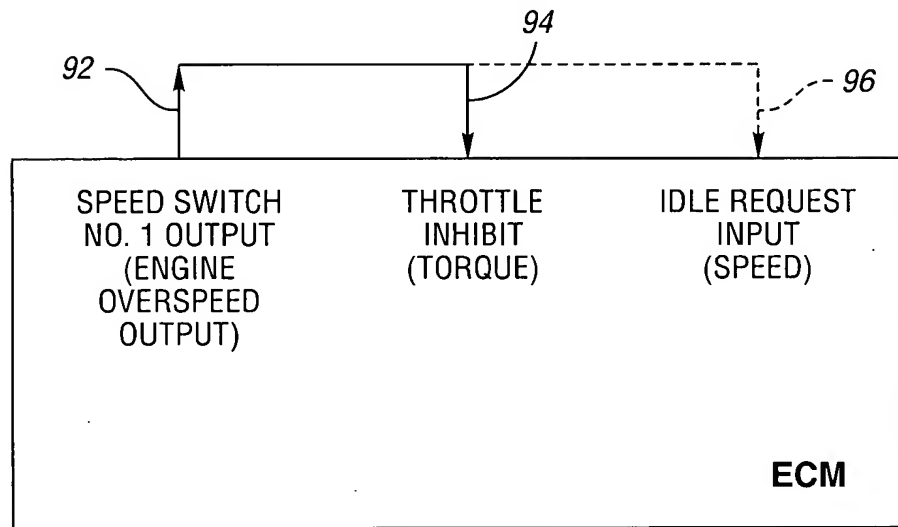 94
92
96
SPEED SWITCH
NO. 1 OUTPUT
(ENGINE
OVERSPEED
OUTPUT)
THROTTLE
INHIBIT
(TORQUE)
IDLE REQUEST
INPUT
(SPEED)
ECM